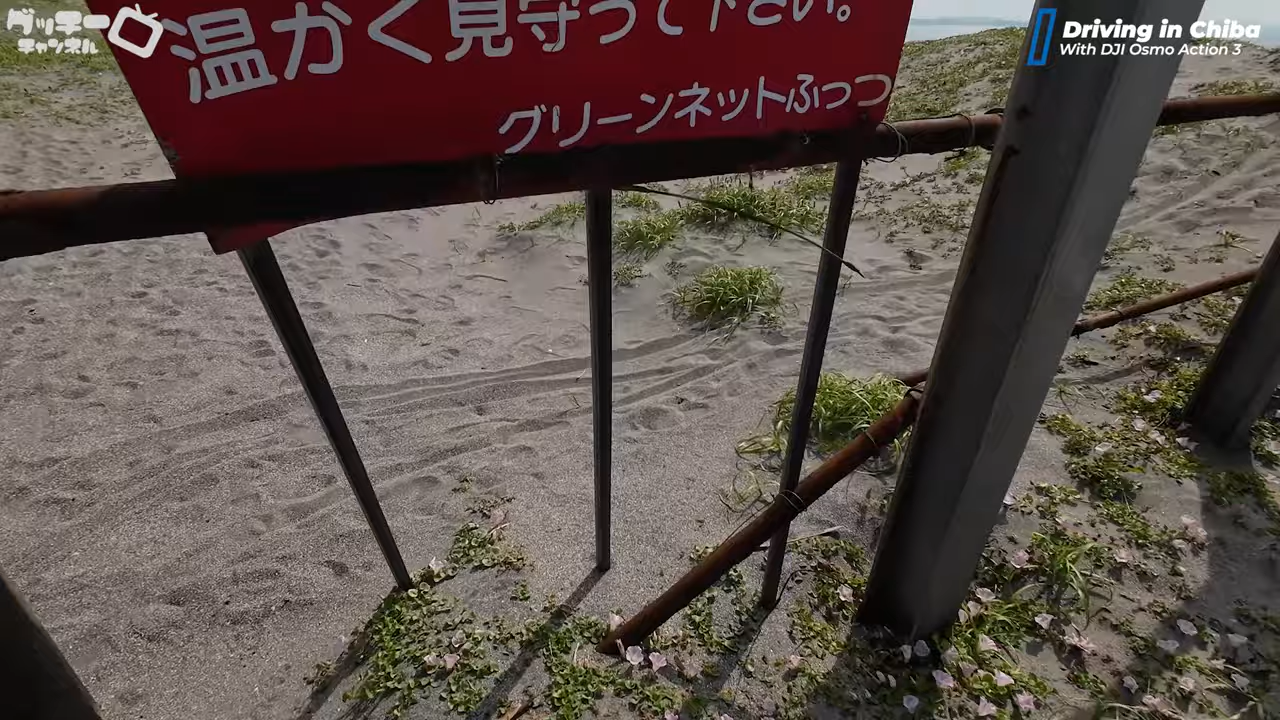 グッチー
チャンネル
Driving in Chiba
With DJI Osmo Action 3
温かく見守って下さい。
グリーンネットふっつ